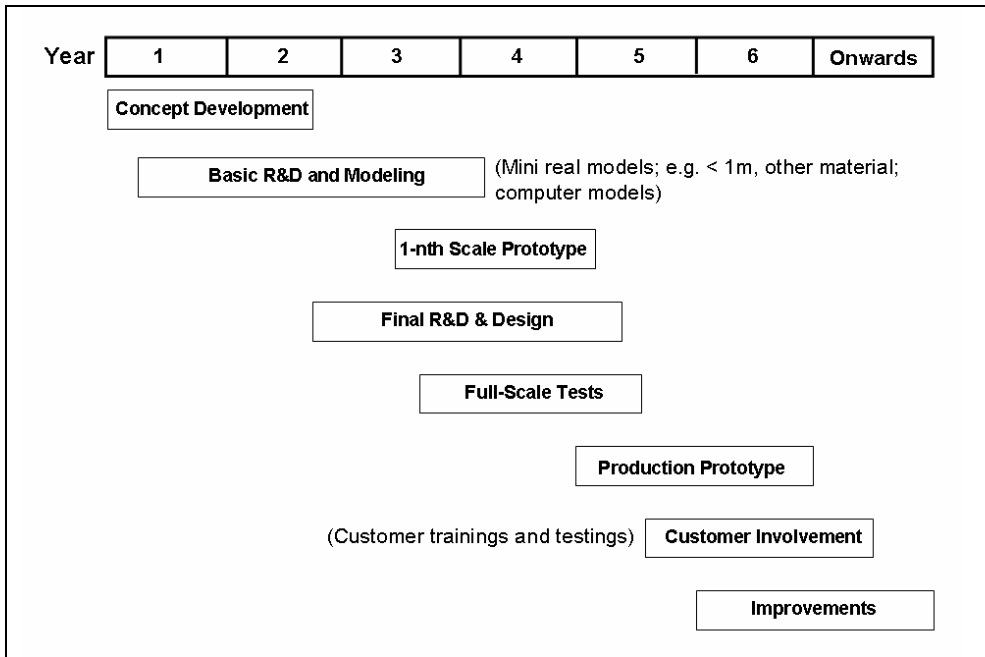 Year 1 2 3 4 5 6 Onwards
Concept Development
Basic R&D and Modeling (Mini real models; e.g. < 1m, other material;
computer models)
1-nth Scale Prototype
Final R&D & Design
Full-Scale Tests
Production Prototype
(Customer trainings and testings) Customer Involvement
Improvements